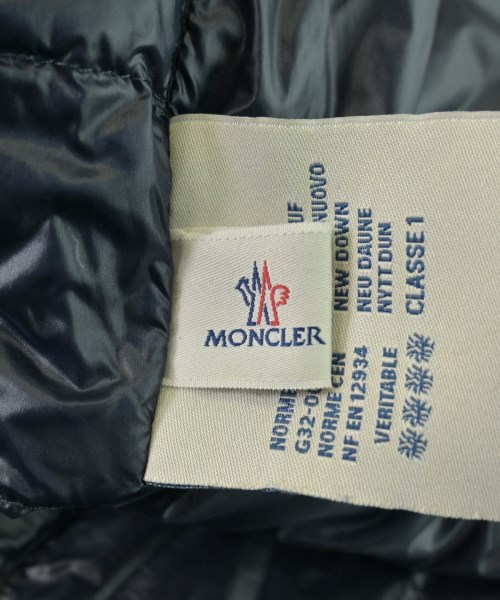 MONCLER
NORME
G32-0
NORME CEN
NF EN 12934
VERITABLE
NUOVO
NEW DOWN
NEU DAUNE
NYTT DUN
CLASSE 1